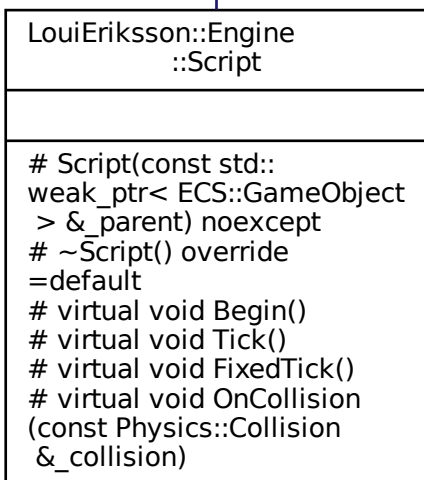 LouiEriksson::Engine
::Script
# Script(const std::
weak_ptr< ECS::GameObject
> &_parent) noexcept
# ~Script() override
=default
# virtual void Begin()
# virtual void Tick()
# virtual void FixedTick()
# virtual void OnCollision
(const Physics::Collision
&_collision)